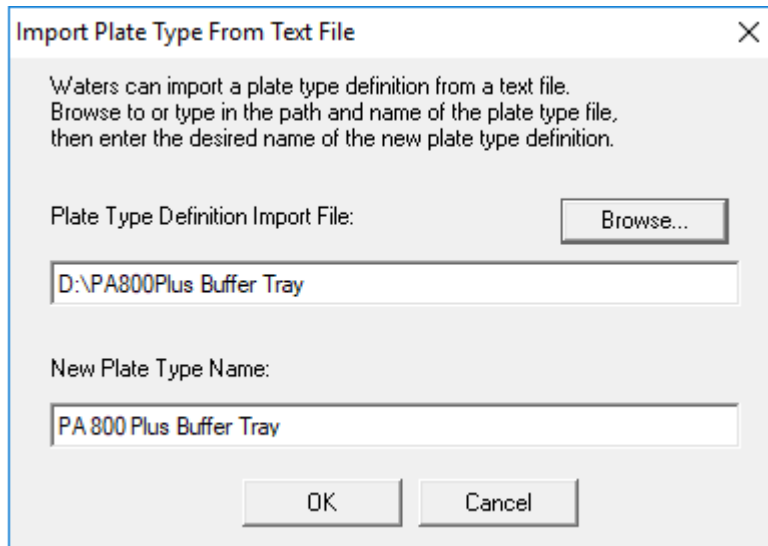 Import Plate Type From Text File
Waters can import a plate type definition from a text file.
Browse to or type in the path and name of the plate type file,
then enter the desired name of the new plate type definition.
Plate Type Definition Import File:
Browse...
D:\PA800Plus Buffer Tray
New Plate Type Name:
PA 800 Plus Buffer Tray
OK
Cancel